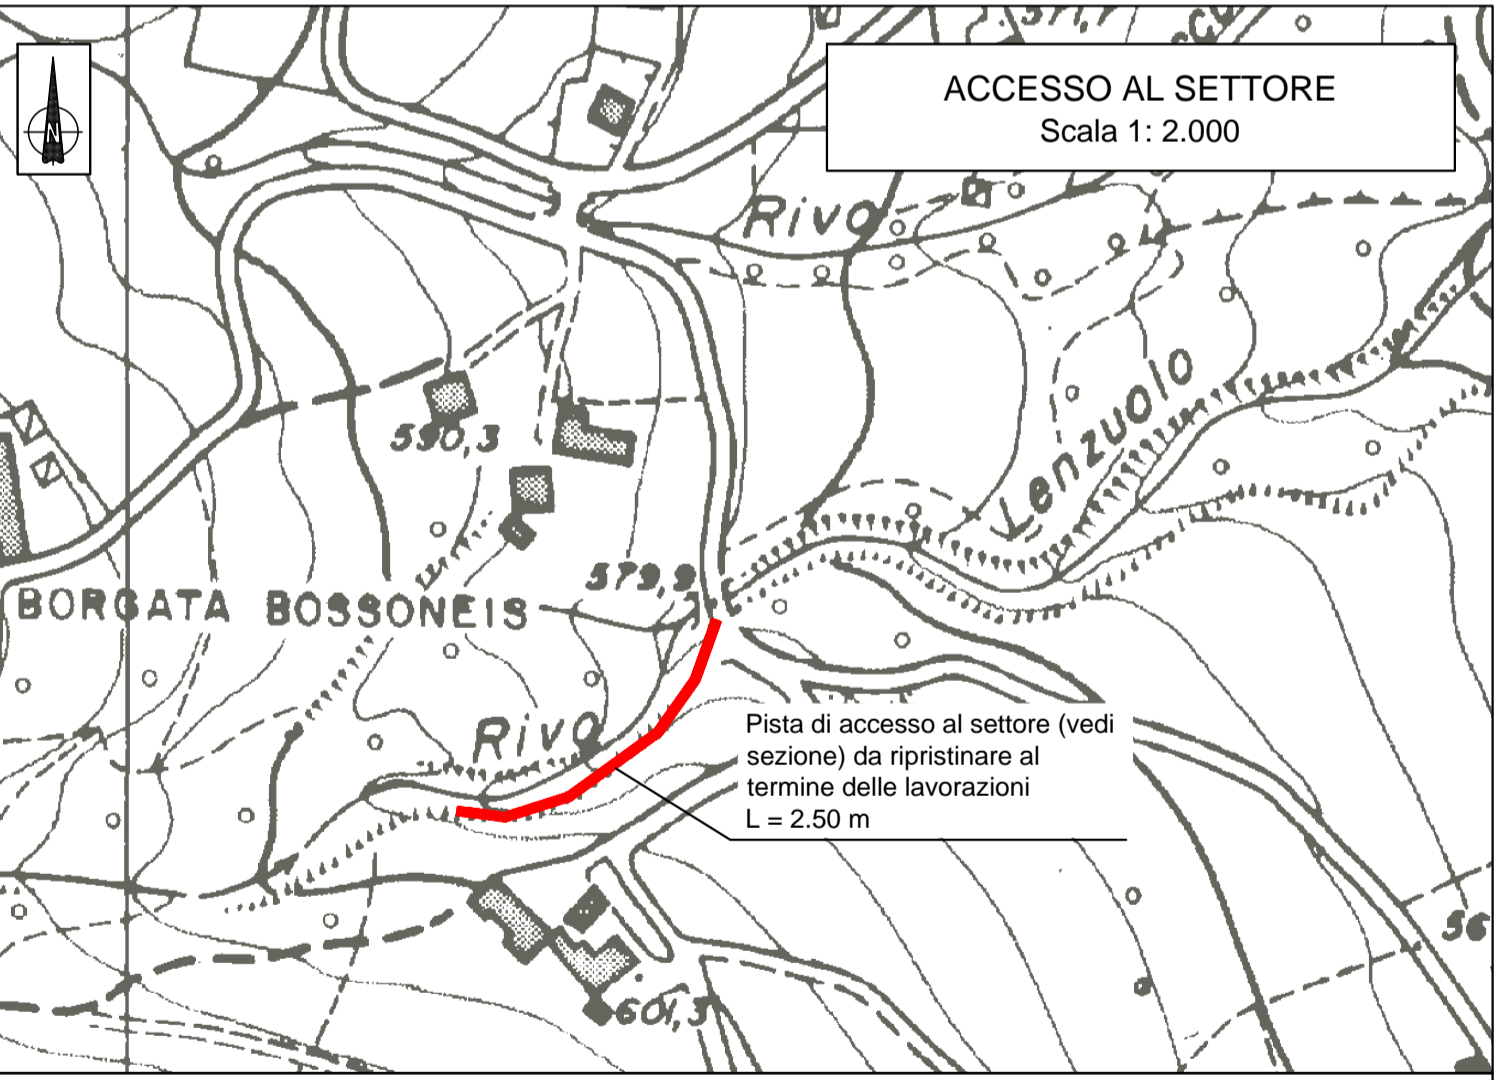 ACCESSO AL SETTORE
Scala 1: 2.000
N
Rivo
Lenzuolo
590,3
579,9
BORGATA BOSSONEIS
Rivo
Pista di accesso al settore (vedi
sezione) da ripristinare al
termine delle lavorazioni
L = 2.50 m
56
601,3